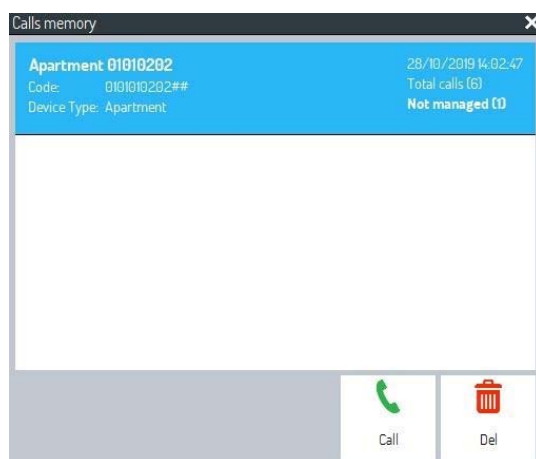 Calls memory
Apartment 01010202
28/10/2019 14:02:47
Code: 0101010202##
Total calls (6)
Device Type: Apartment
Not managed (1)
Call
Del